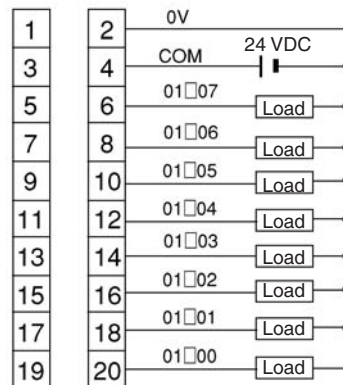 1 2 0V
3 4 COM 24 VDC
5 6 01□07 Load
7 8 01□06 Load
9 10 01□05 Load
11 12 01□04 Load
13 14 01□03 Load
15 16 01□02 Load
17 18 01□01 Load
19 20 01□00 Load